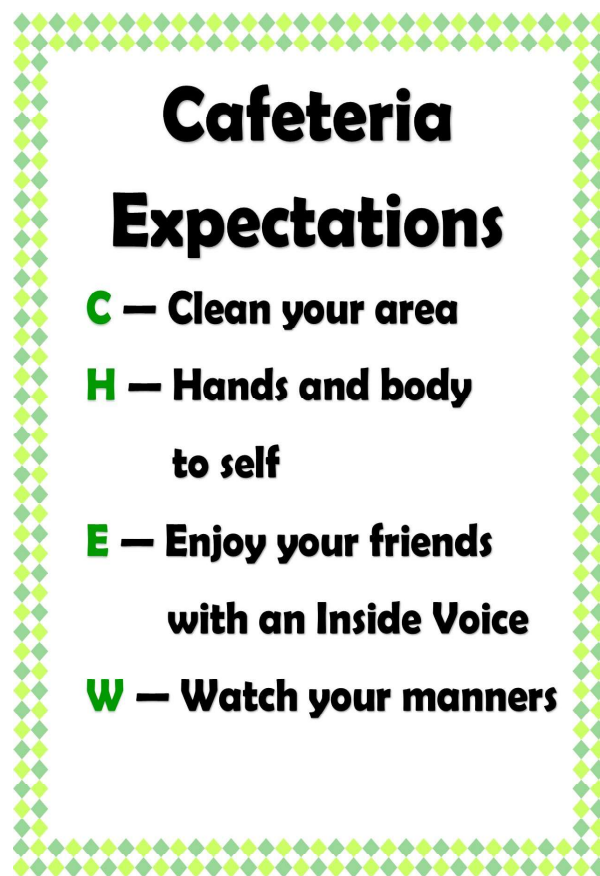 Cafeteria
Expectations
C – Clean your area
H – Hands and body
to self
E – Enjoy your friends
with an Inside Voice
W – Watch your manners